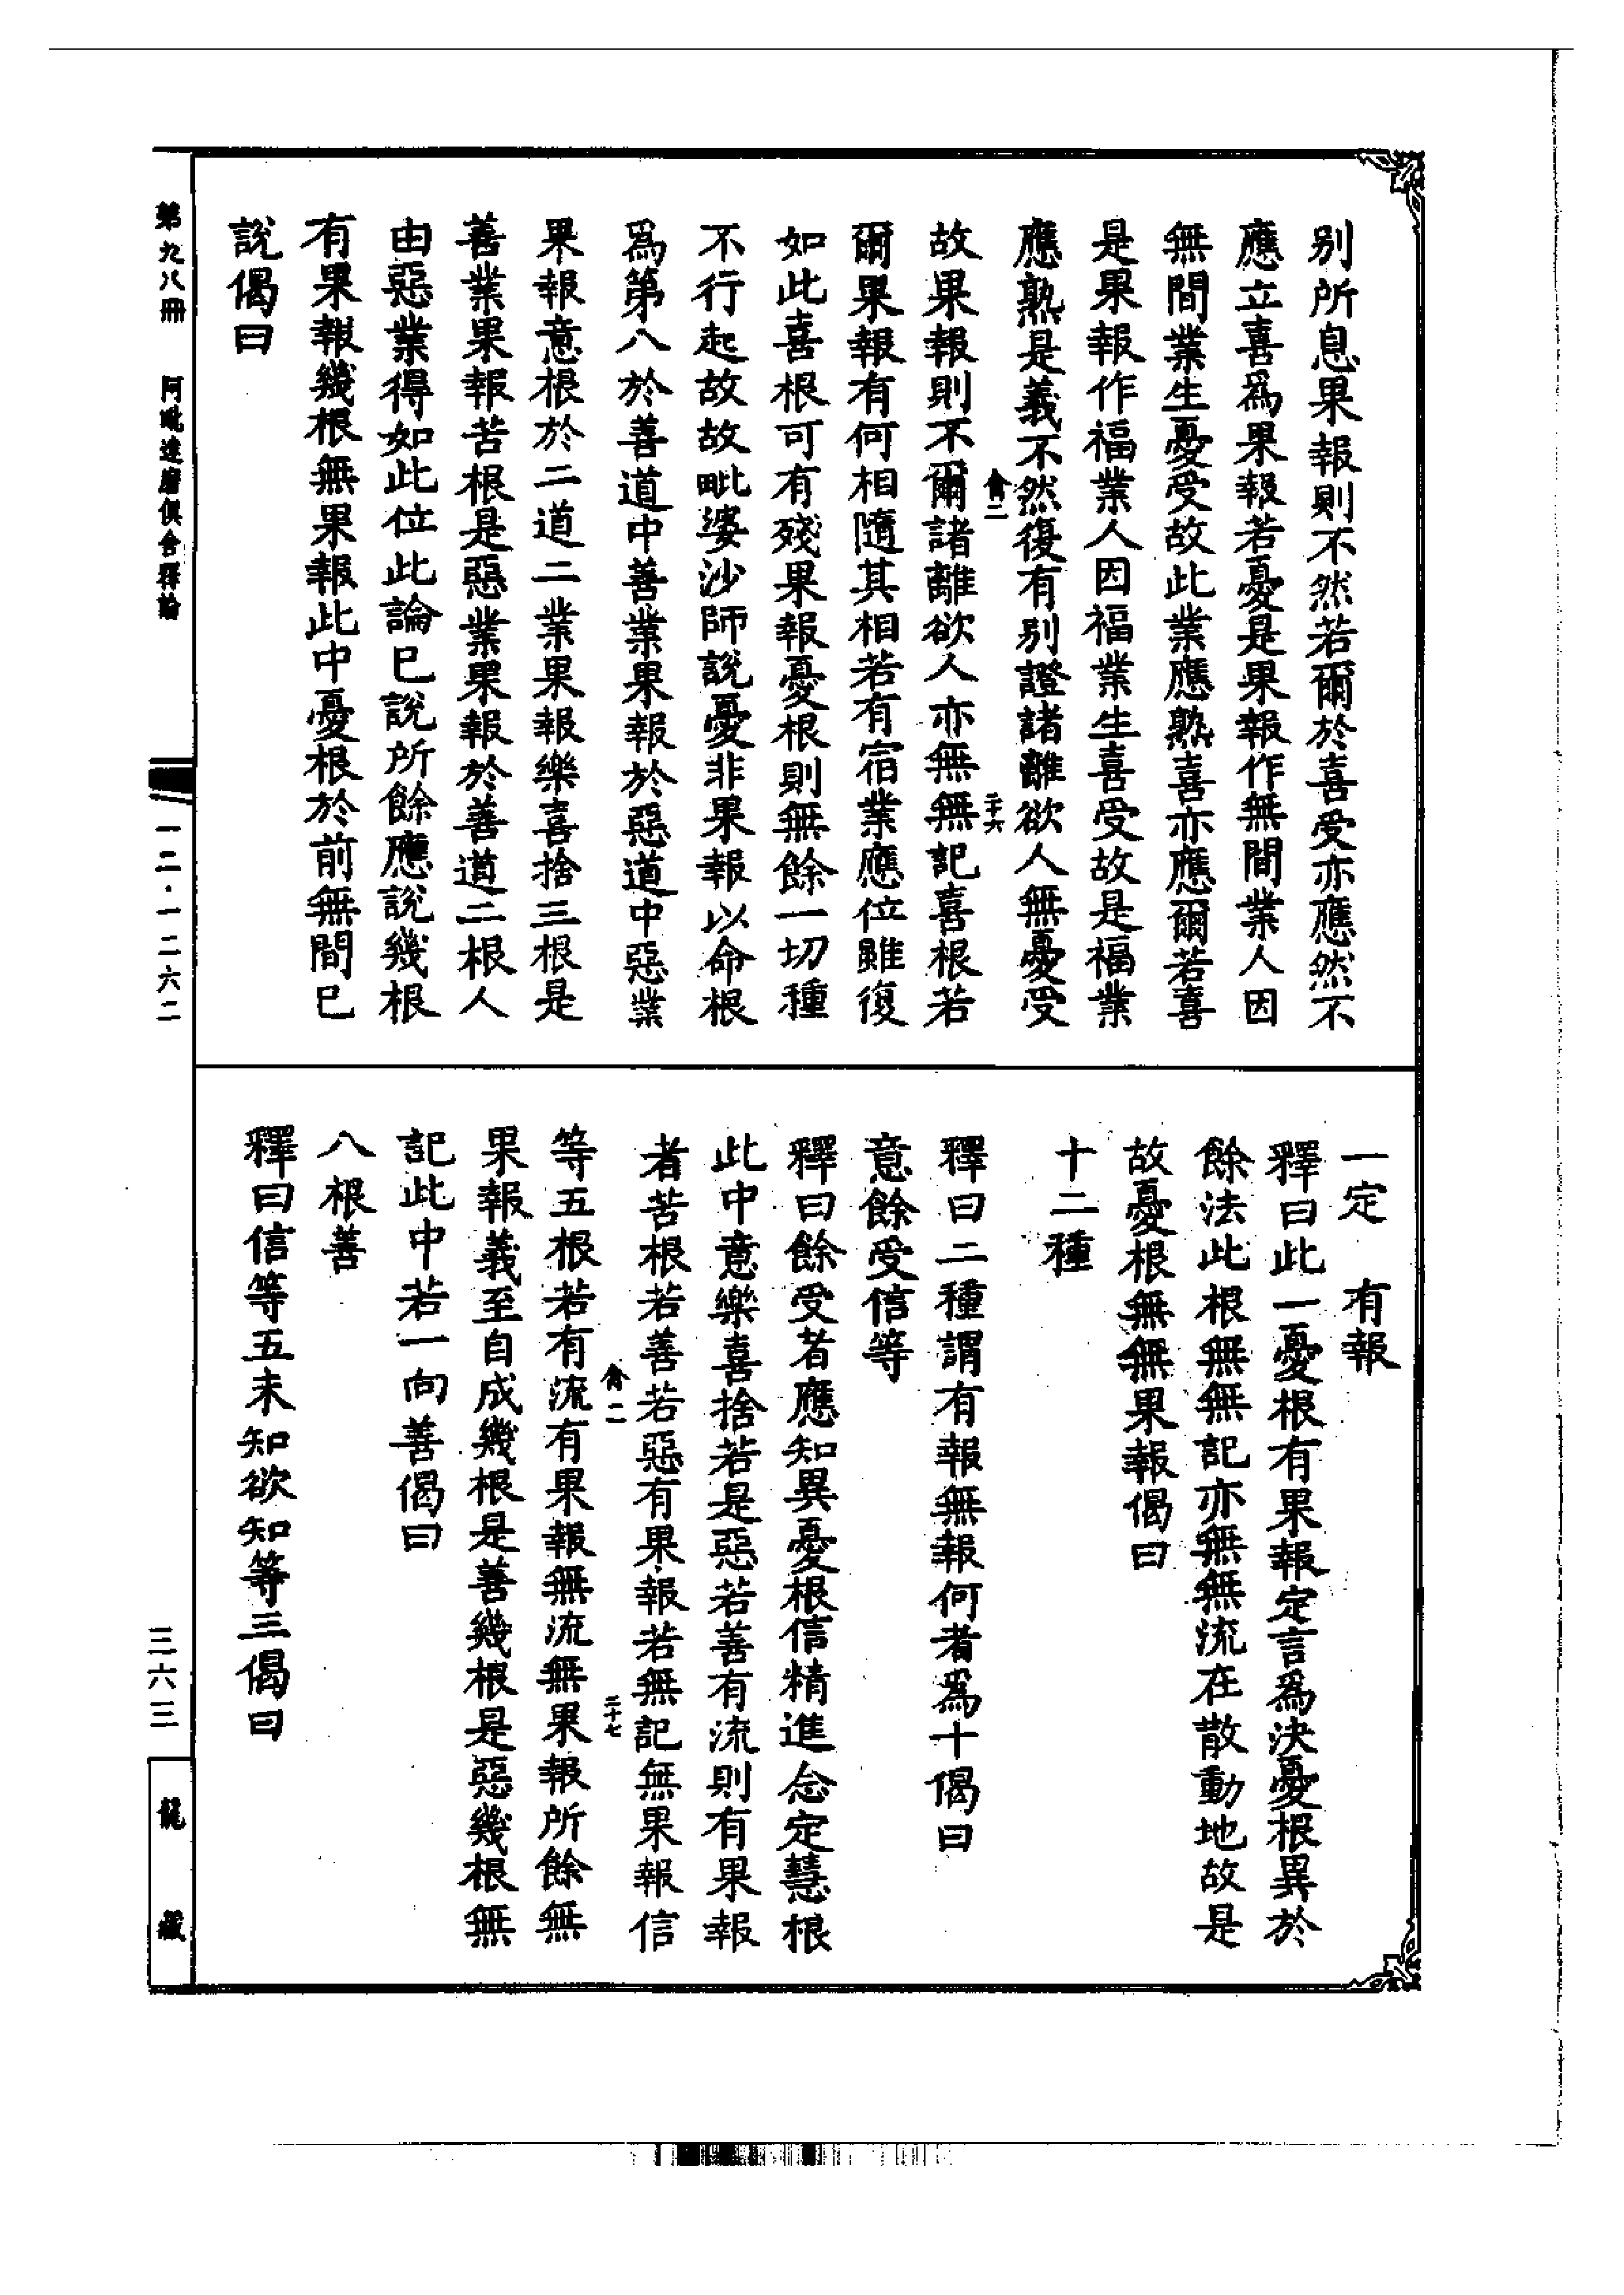 别所息果報則不然若爾於喜受亦應然不
應立喜爲果報若憂是果報作無間業人因
無間業生憂受故此業應熟喜亦應爾若喜
是果報作福業人因福業生喜受故是福業
應熟是義不然復有别證諸離欲人無憂受
故果報則不爾諸離欲人亦無無記喜根若
爾果報有何相隨其相若有宿業應位雖復
如此喜根可有殘果報憂根則無餘一切種
不行起故故毗婆沙師說憂非果報以命根
爲第八於善道中善業果報於惡道中惡業
果報意根於二道二業果報樂喜捨三根是
善業果報苦根是惡業果報於善道二根人
由惡業得如此位此論巳說所餘應說幾根
有果報幾根無果報此中憂根於前無間巳
說偈曰
禽二
二十六
一定 有報
釋曰此一憂根有果報定言爲決憂根異於
餘法此根無無記亦無無流在散動地故是
故憂根無無果報偈曰
十二種
釋曰二種謂有報無報何者爲十偈曰
意餘受信等
釋曰餘受者應知異憂根信精進念定慧根
此中意樂喜捨若是惡若善有流則有果報
者苦根若善若惡有果報若無記無果報信
等五根若有流有果報無流無果報所餘無
果報義至自成幾根是善幾根是惡幾根無
記此中若一向善偈曰
八根善
釋曰信等五未知欲知等三偈曰
禽二
二十七
第九八冊 阿毗達磨俱舍釋論
一二·一二六二
三六三
龍藏